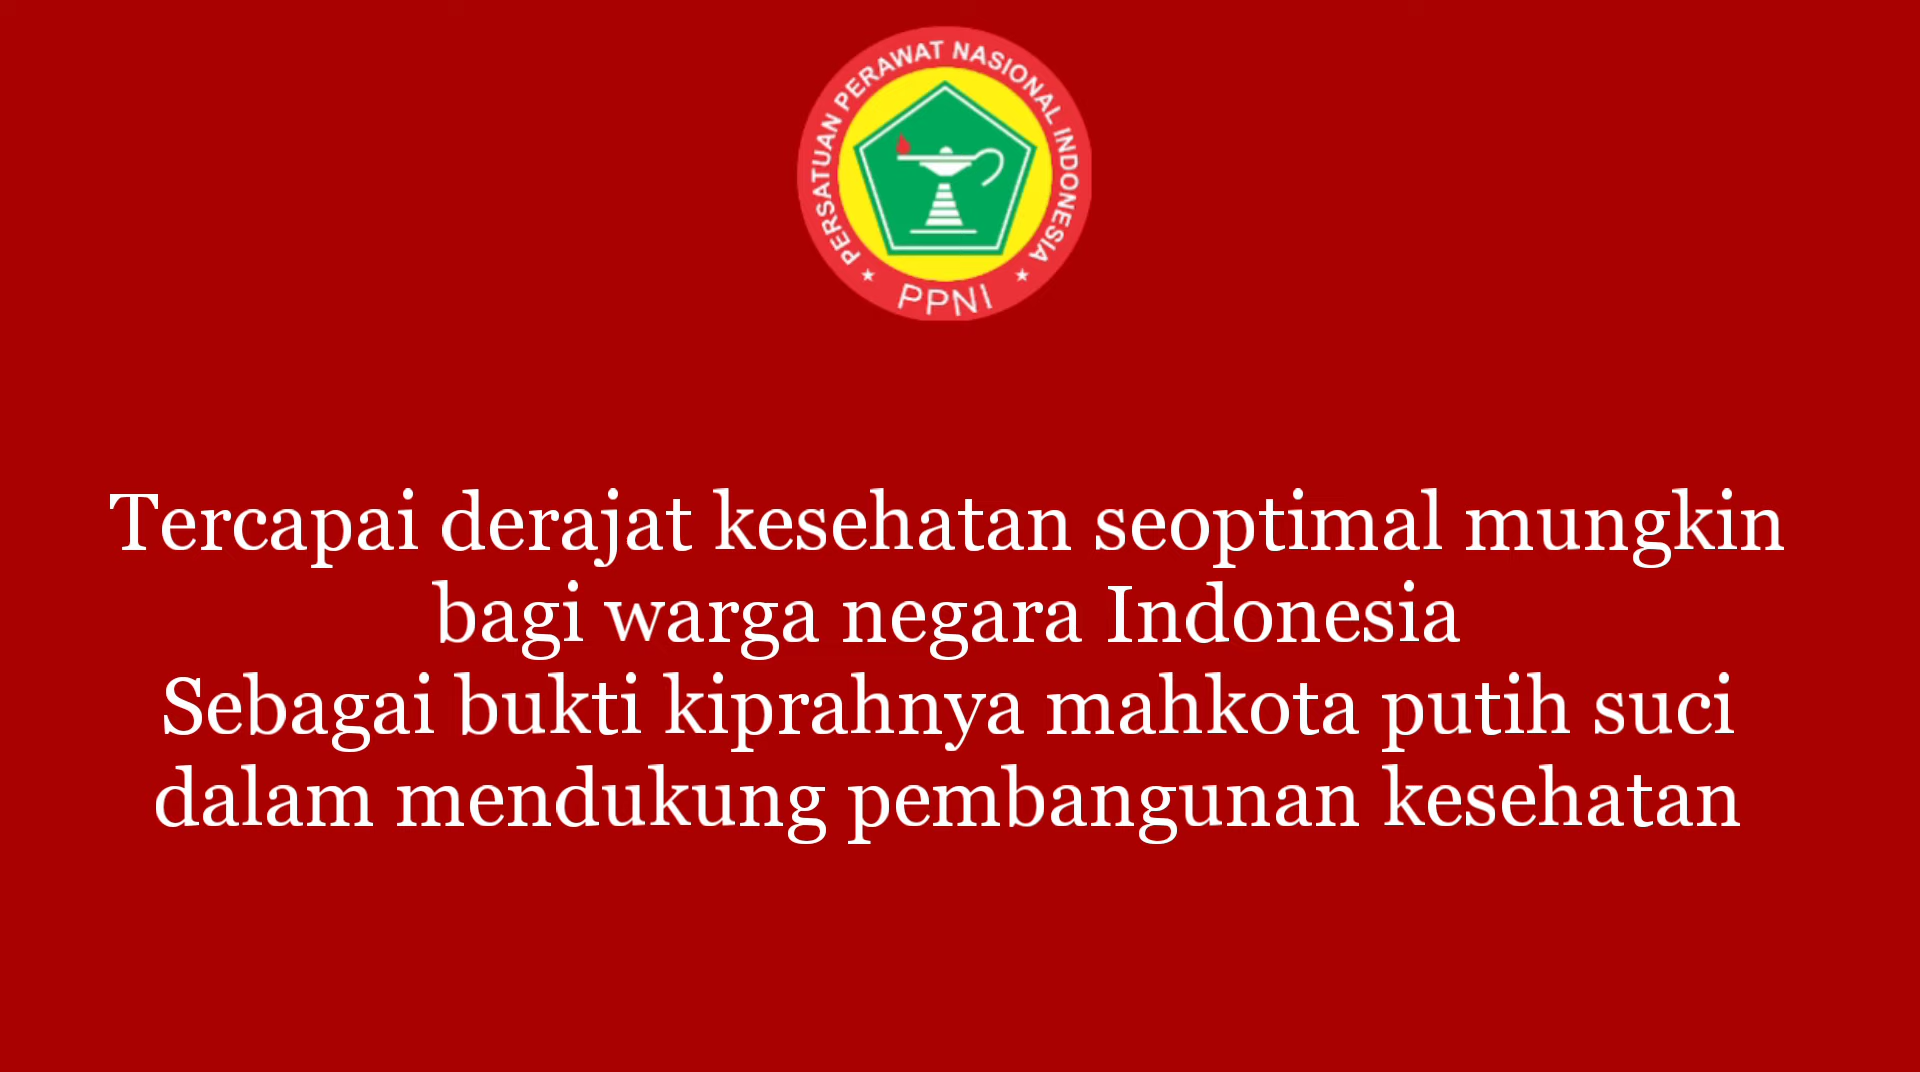 PERSATUAN PERAWAT NASIONAL INDONESIA
PPNI
Tercapai derajat kesehatan seoptimal mungkin
bagi warga negara Indonesia
Sebagai bukti kiprahnya mahkota putih suci
dalam mendukung pembangunan kesehatan